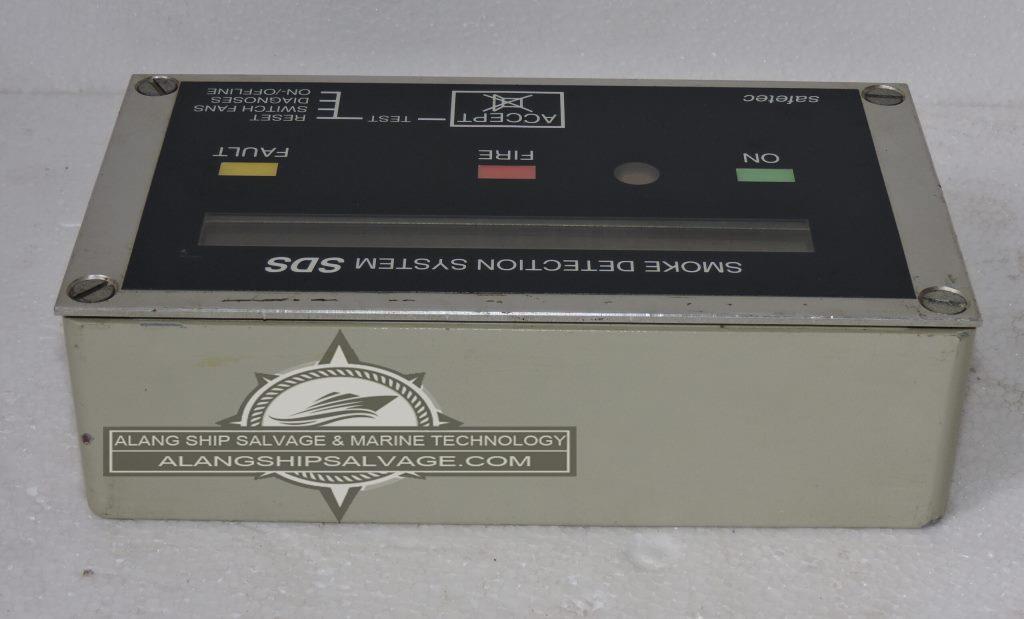 SMOKE DETECTION SYSTEM SDS
ON FIRE FAULT
ACCEPT TEST RESET
SWITCH FANS
DIAGNOSES
ON-/OFFLINE
safetec
ALANG SHIP SALVAGE & MARINE TECHNOLOGY
ALANGSHIPSALVAGE.COM